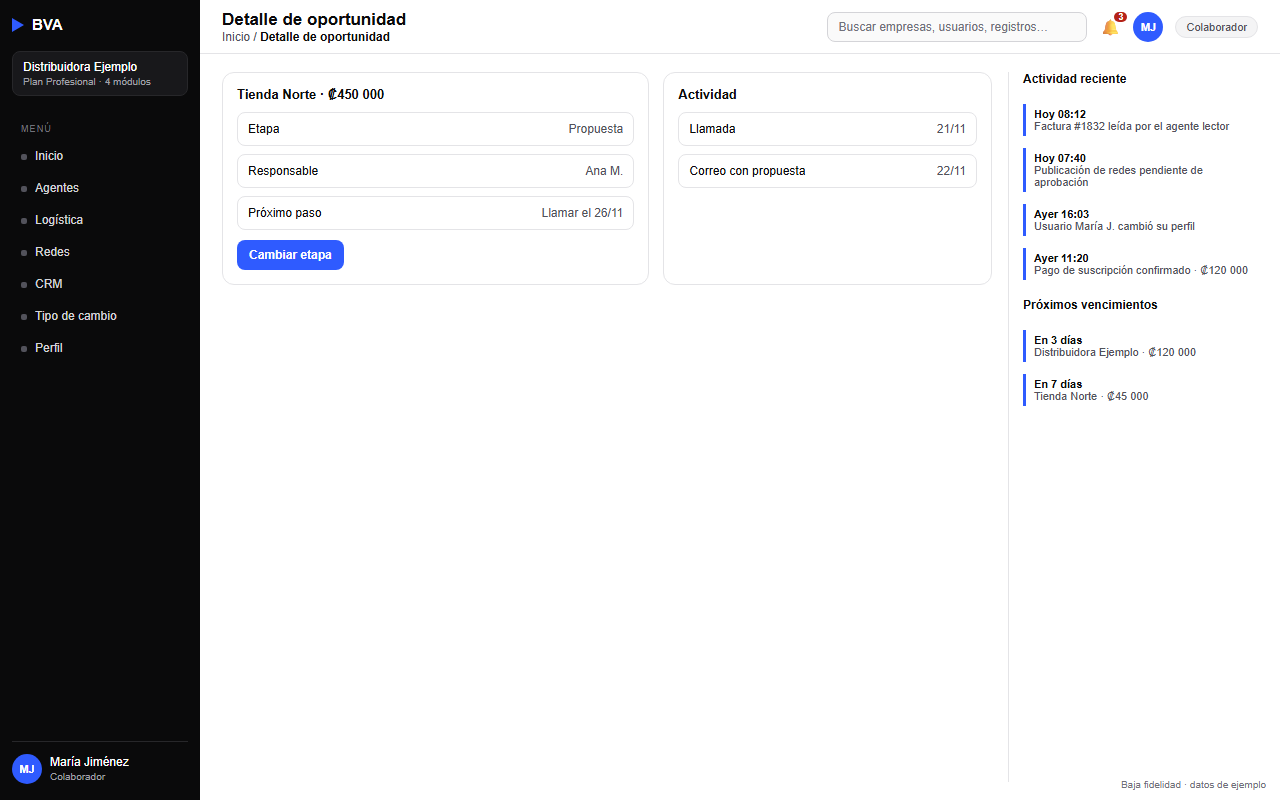 BVA
Distribuidora Ejemplo
Plan Profesional · 4 módulos
MENÚ
Inicio
Agentes
Logística
Redes
CRM
Tipo de cambio
Perfil
MJ
María Jiménez
Colaborador
Detalle de oportunidad
Inicio / Detalle de oportunidad
Buscar empresas, usuarios, registros…
3
MJ
Colaborador
Tienda Norte · ₡450 000
Etapa Propuesta
Responsable Ana M.
Próximo paso Llamar el 26/11
Cambiar etapa
Actividad
Llamada 21/11
Correo con propuesta 22/11
Actividad reciente
Hoy 08:12
Factura #1832 leída por el agente lector
Hoy 07:40
Publicación de redes pendiente de
aprobación
Ayer 16:03
Usuario María J. cambió su perfil
Ayer 11:20
Pago de suscripción confirmado · ₡120 000
Próximos vencimientos
En 3 días
Distribuidora Ejemplo · ₡120 000
En 7 días
Tienda Norte · ₡45 000
Baja fidelidad · datos de ejemplo